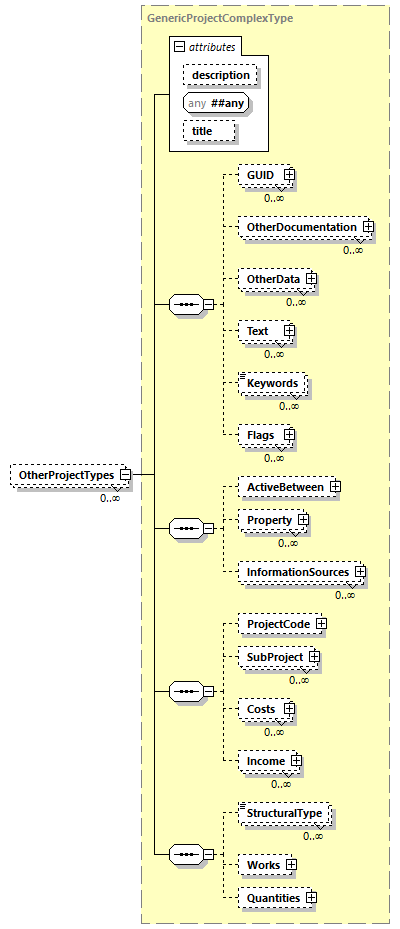 GenericProjectComplexType
attributes
description
any ##any
title
GUID
0..∞
OtherDocumentation
0..∞
OtherData
0..∞
Text
0..∞
Keywords
0..∞
Flags
0..∞
OtherProjectTypes
0..∞
ActiveBetween
Property
0..∞
InformationSources
0..∞
ProjectCode
SubProject
0..∞
Costs
0..∞
Income
0..∞
StructuralType
0..∞
Works
Quantities